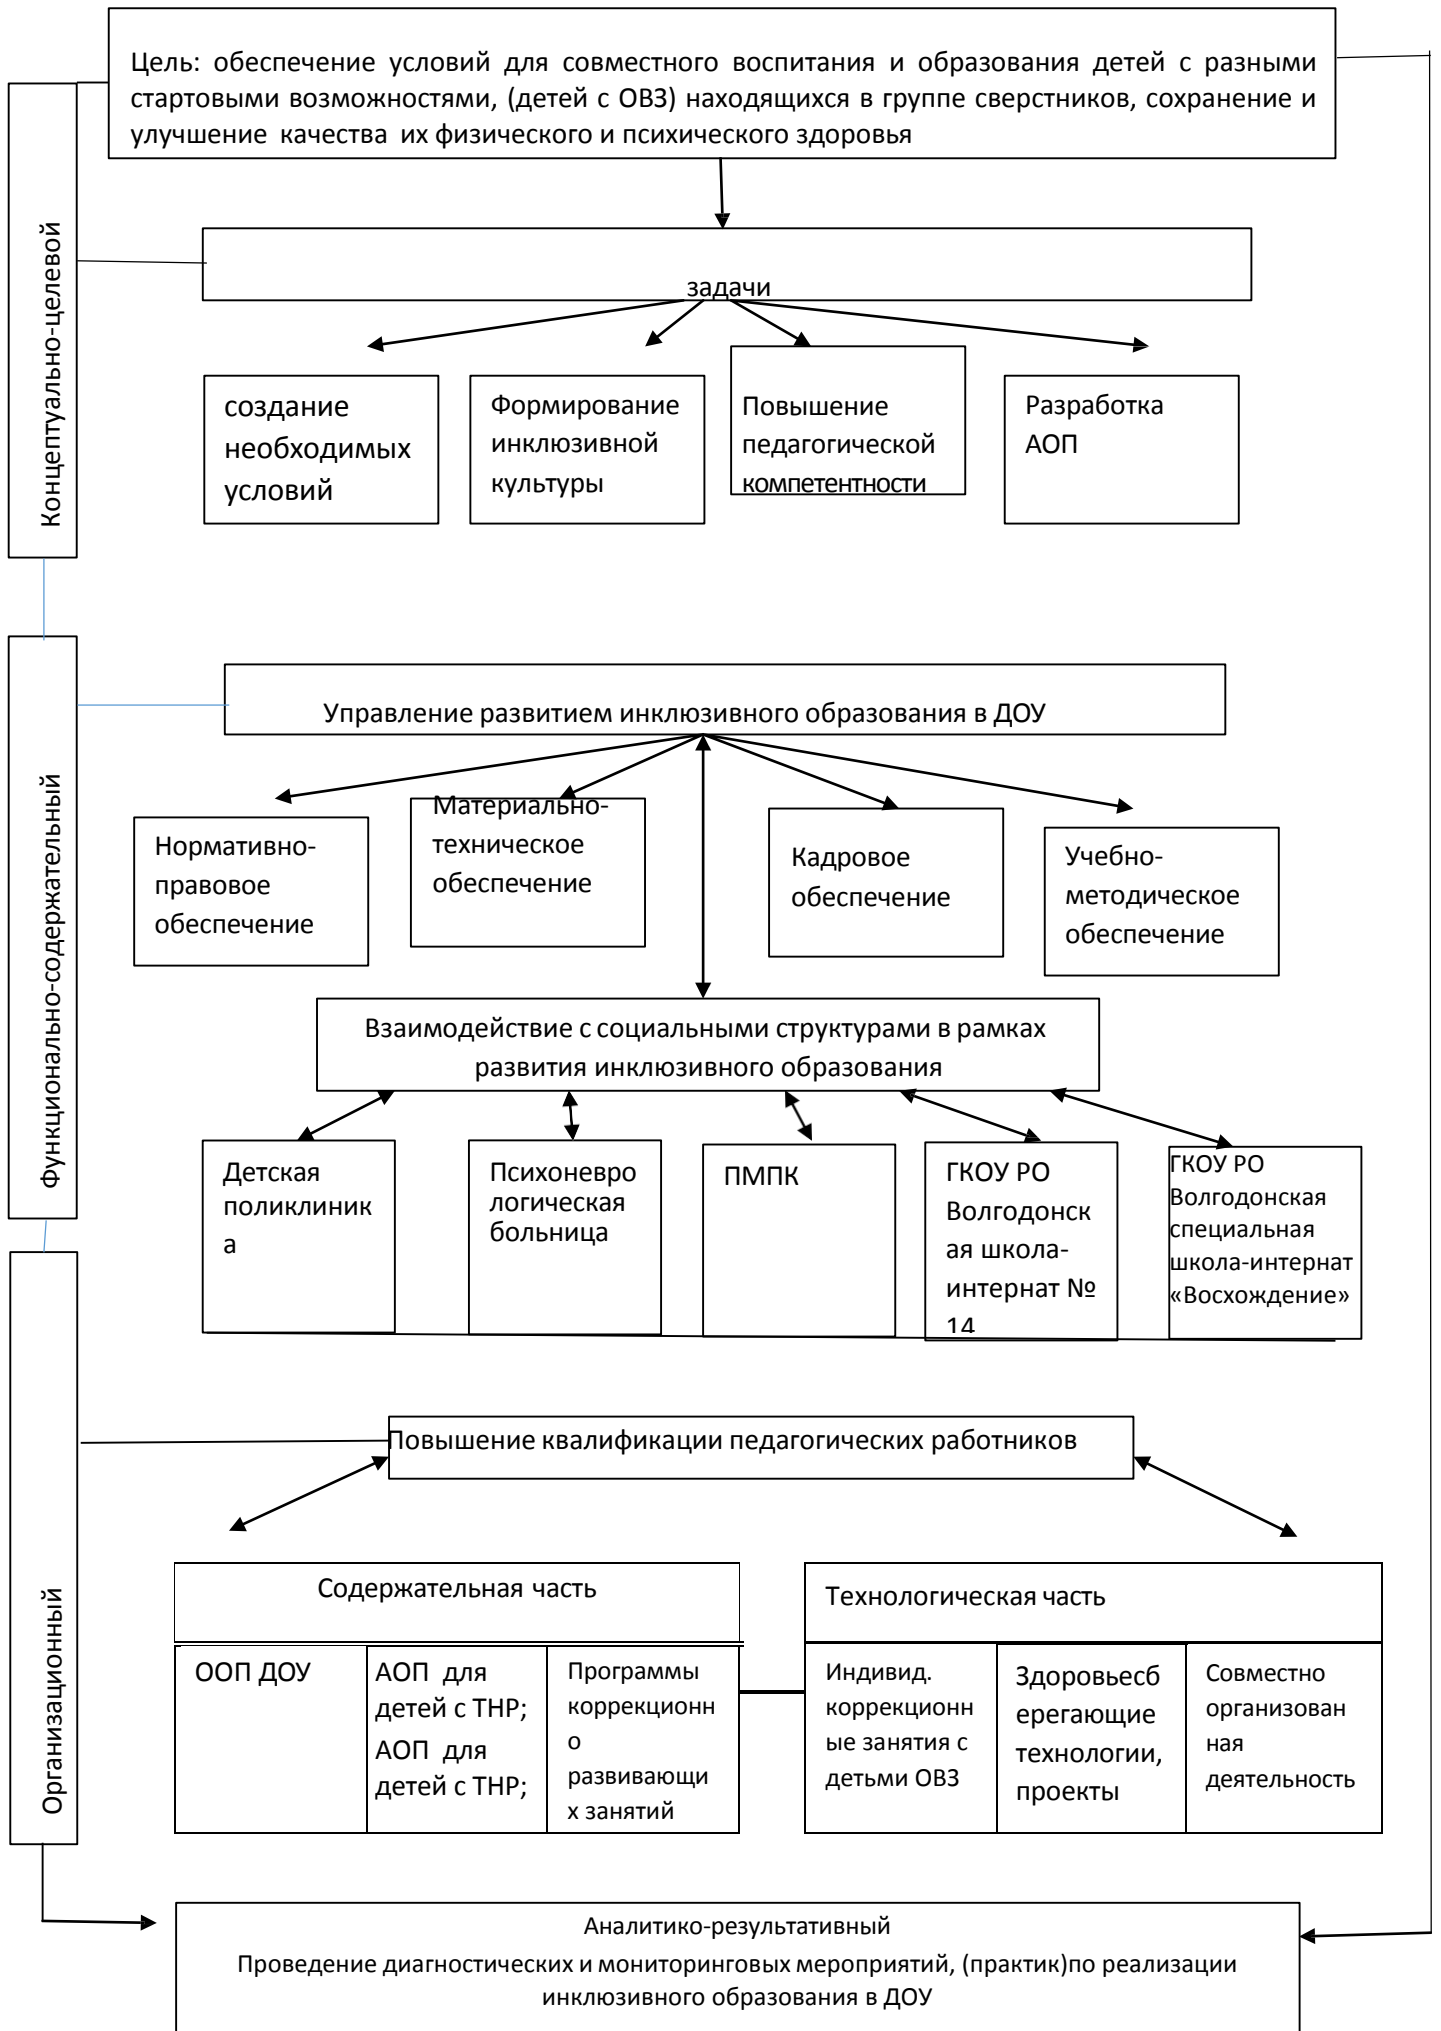 Цель: обеспечение условий для совместного воспитания и образования детей с разными
стартовыми возможностями, (детей с ОВЗ) находящихся в группе сверстников, сохранение и
улучшение качества их физического и психического здоровья
Концептуально-целевой
задачи
создание
необходимых
условий
Формирование
инклюзивной
культуры
Повышение
педагогической
компетентности
Разработка
АОП
Функционально-содержательный
Управление развитием инклюзивного образования в ДОУ
Нормативно-
правовое
обеспечение
Материально-
техническое
обеспечение
Кадровое
обеспечение
Учебно-
методическое
обеспечение
Взаимодействие с социальными структурами в рамках
развития инклюзивного образования
Детская
поликлиник
а
Психоневро
логическая
больница
ПМПК
ГКОУ РО
Волгодонск
ая школа-
интернат №
14
ГКОУ РО
Волгодонская
специальная
школа-интернат
«Восхождение»
Организационный
Повышение квалификации педагогических работников
Содержательная часть
ООП ДОУ
АОП для
детей с ТНР;
АОП для
детей с ТНР;
Программы
коррекционн
о
развивающи
х занятий
Технологическая часть
Индивид.
коррекционн
ые занятия с
детьми ОВЗ
Здоровьесб
ерегающие
технологии,
проекты
Совместно
организован
ная
деятельность
Аналитико-результативный
Проведение диагностических и мониторинговых мероприятий, (практик)по реализации
инклюзивного образования в ДОУ